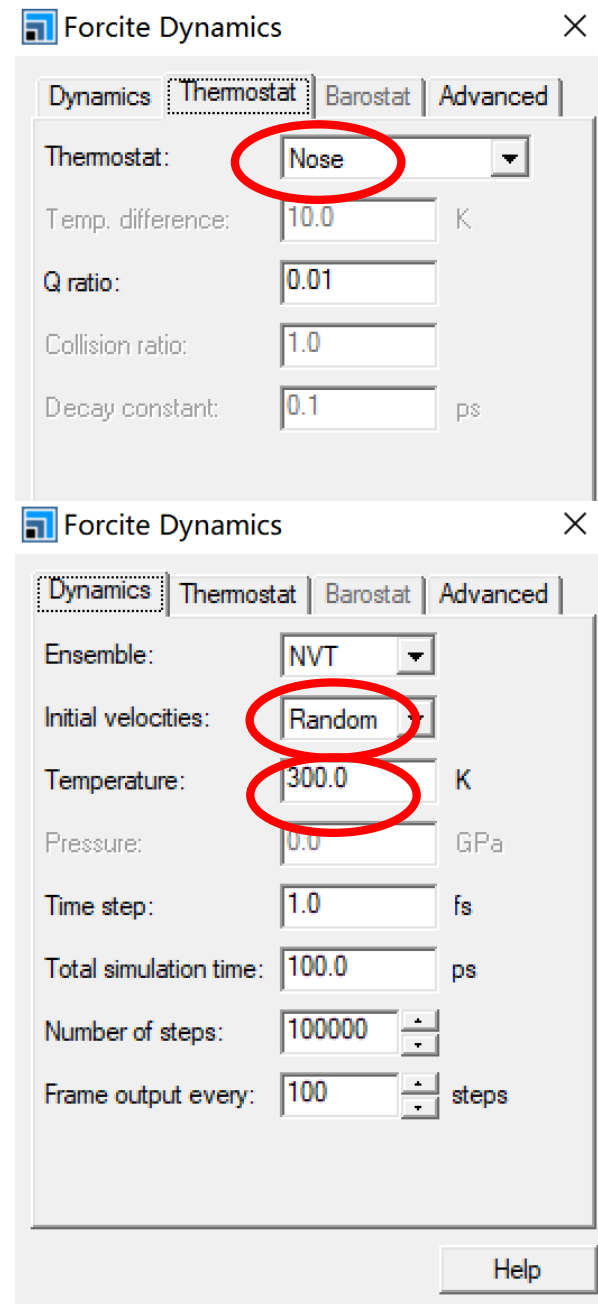 Forcite Dynamics
Dynamics Thermostat Barostat Advanced
Thermostat: Nose
Temp. difference: 10.0 K
Q ratio: 0.01
Collision ratio: 1.0
Decay constant: 0.1 ps
Forcite Dynamics
Dynamics Thermostat Barostat Advanced
Ensemble: NVT
Initial velocities: Random
Temperature: 300.0 K
Pressure: 0.0 GPa
Time step: 1.0 fs
Total simulation time: 100.0 ps
Number of steps: 100000
Frame output every: 100 steps
Help